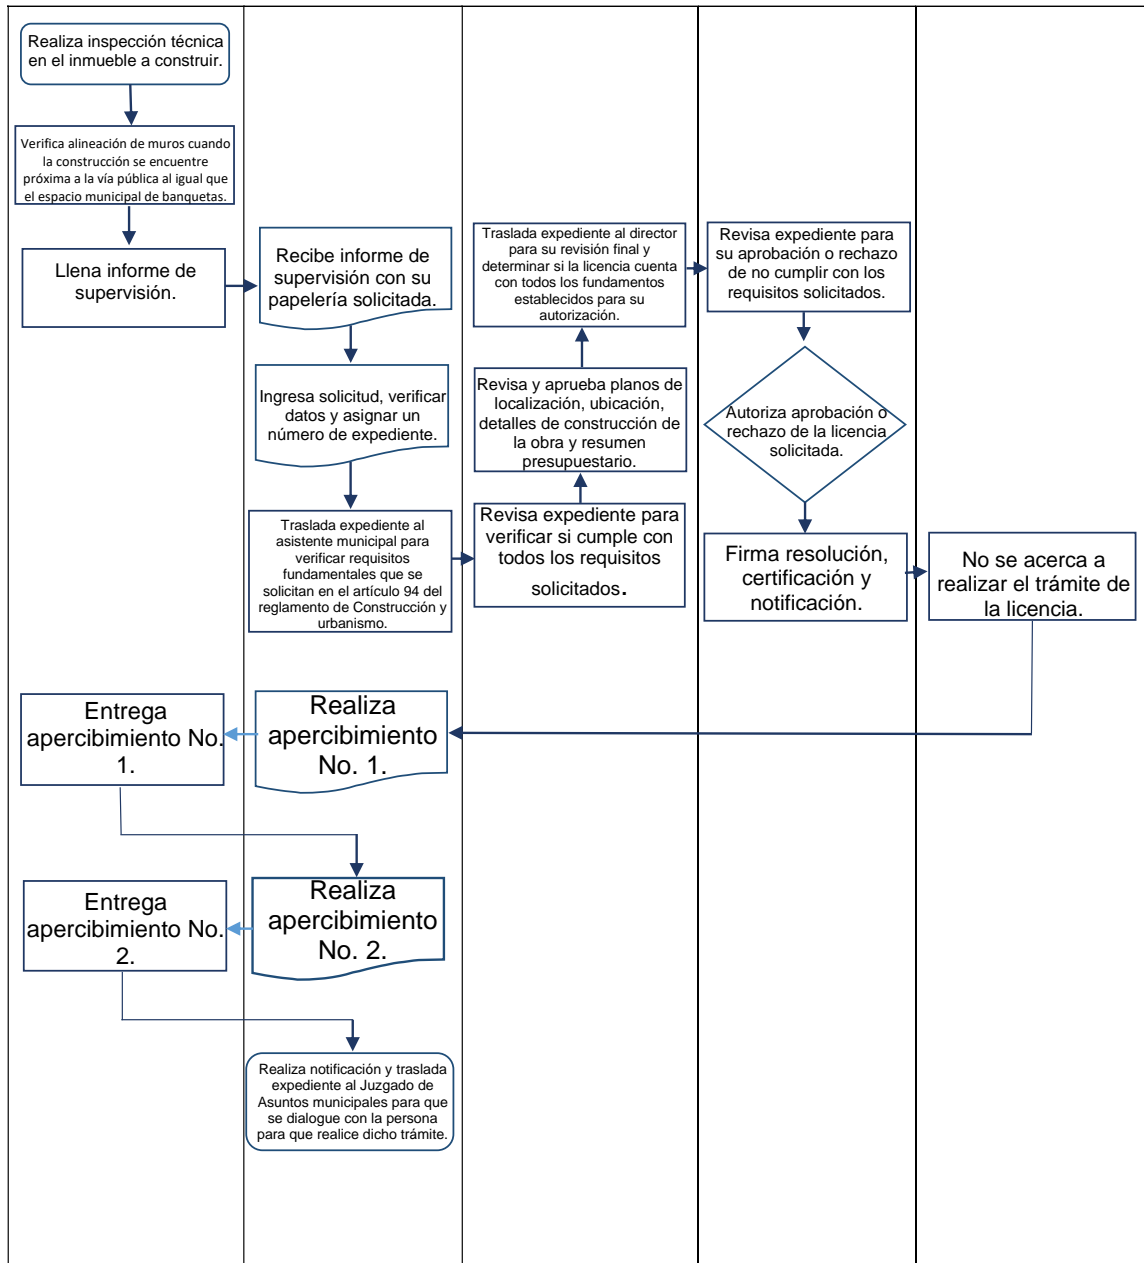 Realiza inspección técnica
en el inmueble a construir.
Verifica alineación de muros cuando
la construcción se encuentre
próxima a la vía pública al igual que
el espacio municipal de banquetas.
Llena informe de
supervisión.
Recibe informe de
supervisión con su
papelería solicitada.
Ingresa solicitud, verificar
datos y asignar un
número de expediente.
Traslada expediente al
asistente municipal para
verificar requisitos
fundamentales que se
solicitan en el artículo 94 del
reglamento de Construcción y
urbanismo.
Revisa expediente para
verificar si cumple con
todos los requisitos
solicitados.
Revisa y aprueba planos de
localización, ubicación,
detalles de construcción de
la obra y resumen
presupuestario.
Traslada expediente al director
para su revisión final y
determinar si la licencia cuenta
con todos los fundamentos
establecidos para su
autorización.
Revisa expediente para
su aprobación o rechazo
de no cumplir con los
requisitos solicitados.
Autoriza aprobación o
rechazo de la licencia
solicitada.
Firma resolución,
certificación y
notificación.
No se acerca a
realizar el trámite de
la licencia.
Realiza
apercibimiento
No. 1.
Entrega
apercibimiento No.
1.
Realiza
apercibimiento
No. 2.
Entrega
apercibimiento No.
2.
Realiza notificación y traslada
expediente al Juzgado de
Asuntos municipales para que
se dialogue con la persona
para que realice dicho trámite.